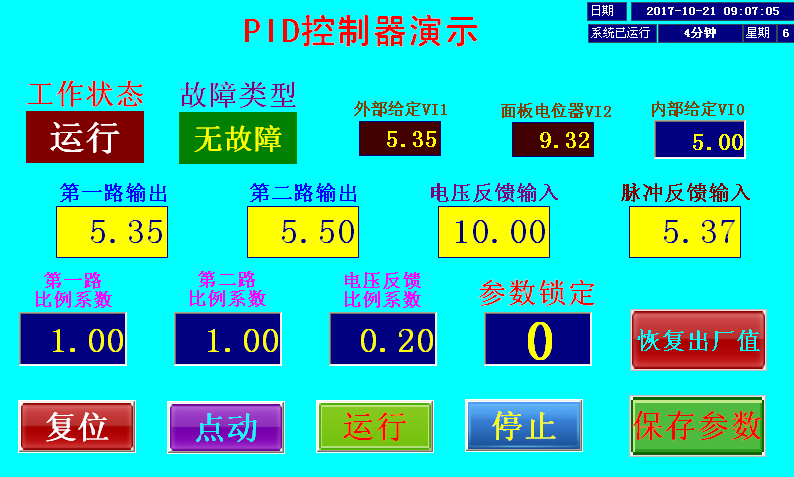 PID控制器演示
日期 2017-10-21 09:07:05
系统已运行 4分钟 星期 6
工作状态
运行
故障类型
无故障
外部给定VI1
5.35
面板电位器VI2
9.32
内部给定VI0
5.00
第一路输出
5.35
第二路输出
5.50
电压反馈输入
10.00
脉冲反馈输入
5.37
第一路
比例系数
1.00
第二路
比例系数
1.00
电压反馈
比例系数
0.20
参数锁定
0
恢复出厂值
复位
点动
运行
停止
保存参数